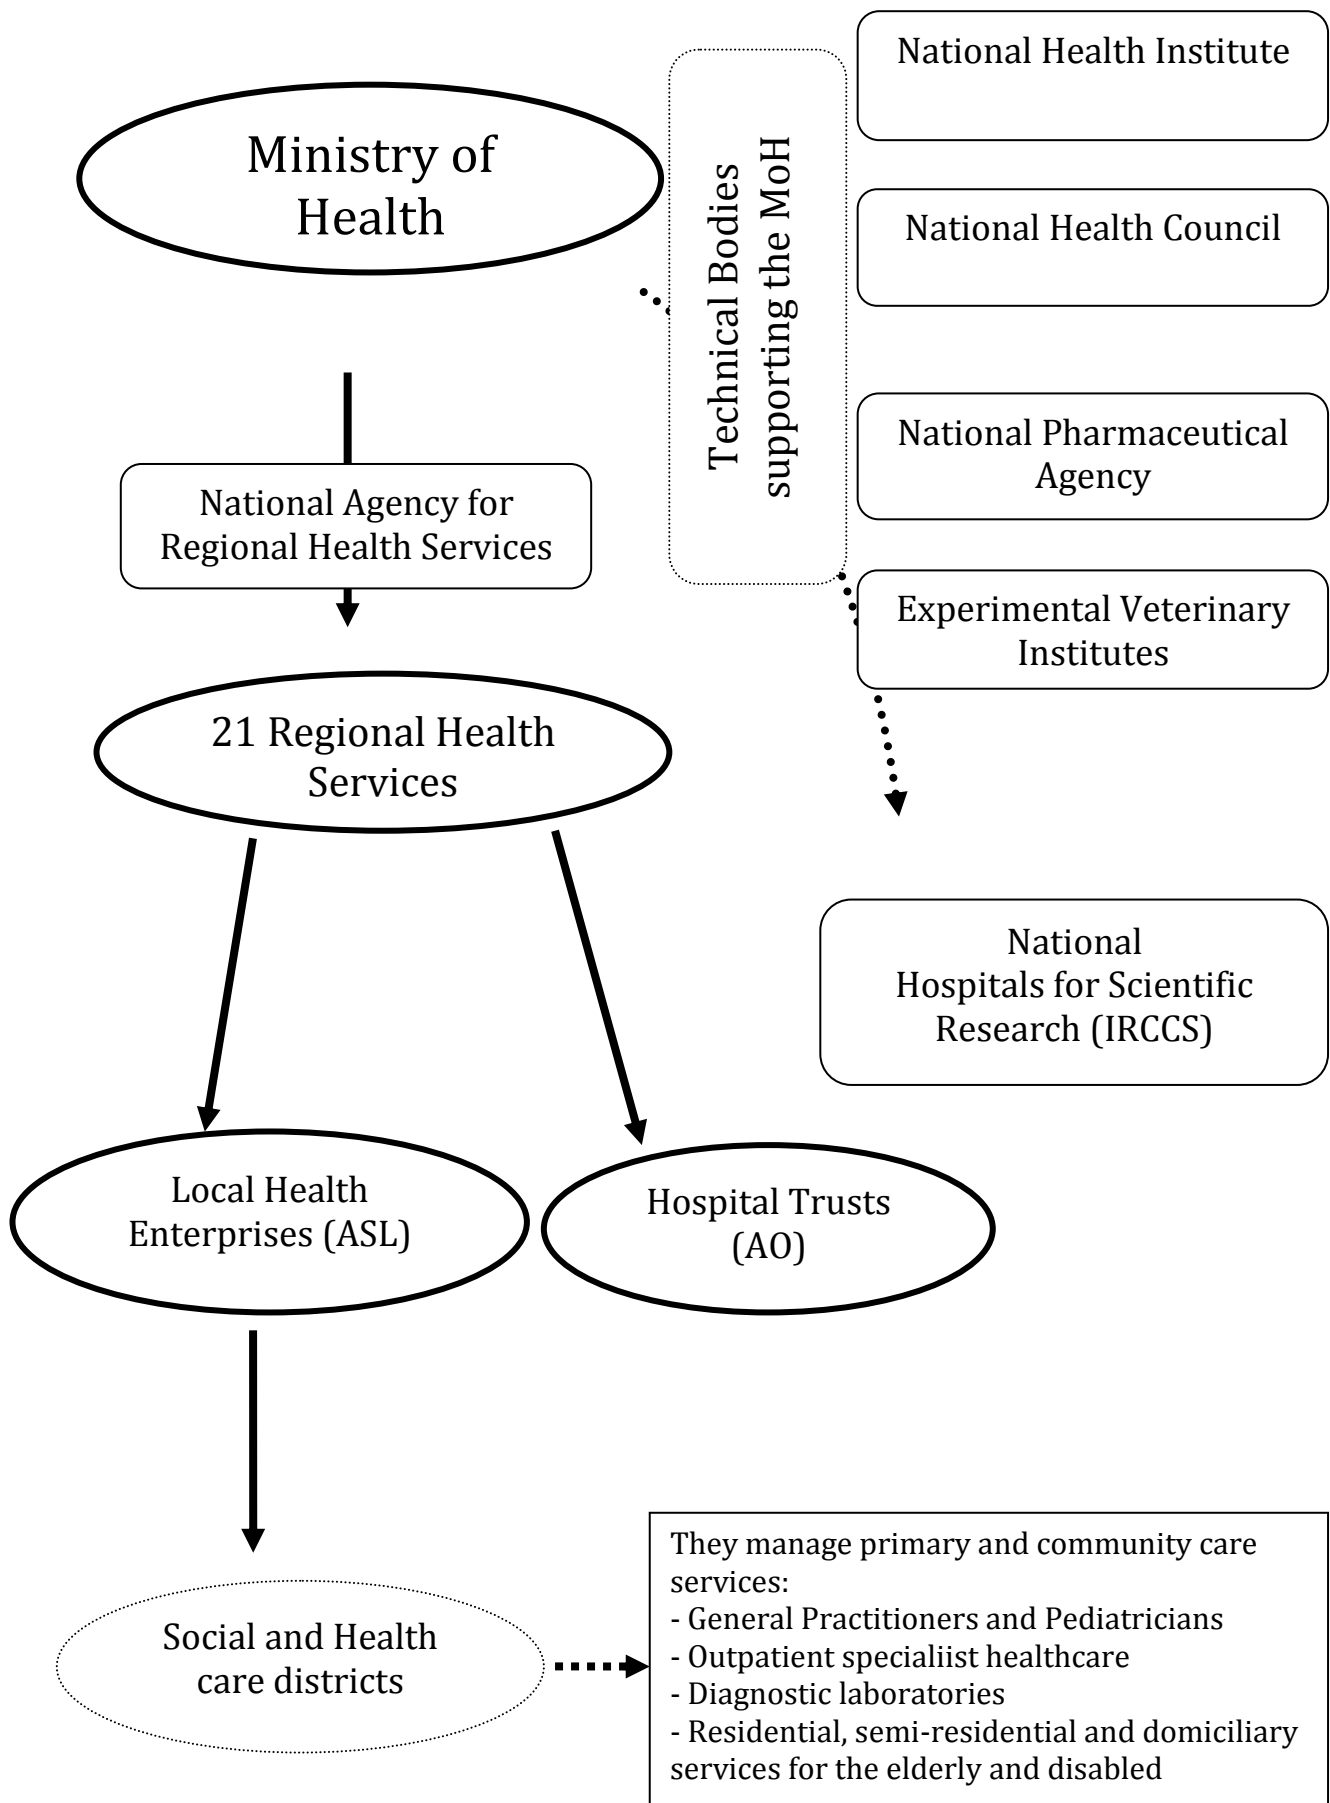 Ministry of
Health
Technical Bodies
supporting the MoH
National Health Institute
National Health Council
National Pharmaceutical
Agency
Experimental Veterinary
Institutes
National Agency for
Regional Health Services
21 Regional Health
Services
National
Hospitals for Scientific
Research (IRCCS)
Local Health
Enterprises (ASL)
Hospital Trusts
(AO)
Social and Health
care districts
They manage primary and community care
services:
- General Practitioners and Pediatricians
- Outpatient specialiist healthcare
- Diagnostic laboratories
- Residential, semi-residential and domiciliary
services for the elderly and disabled